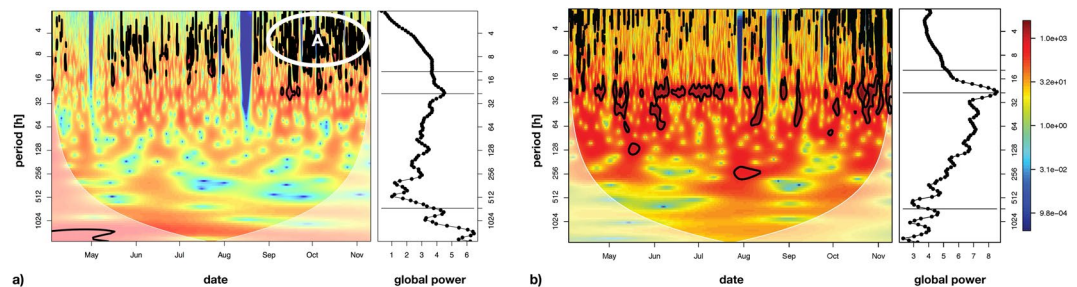 A
period [h]
4
8
16
32
64
128
256
512
1024
May
Jun
Jul
Aug
Sep
Oct
Nov
date
4
8
16
32
64
128
256
512
1024
1 2 3 4 5 6
global power
a)
period [h]
4
8
16
32
64
128
256
512
1024
May
Jun
Jul
Aug
Sep
Oct
Nov
date
4
8
16
32
64
128
256
512
1024
3 4 5 6 7 8
global power
b)
1.0e+03
3.2e+01
1.0e+00
3.1e-02
9.8e-04